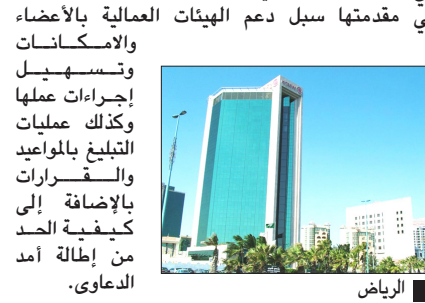 في مقدمتها سبل دعم الهيئات العمالية بالأعضاء
والامكانات
وتسهيل
إجراءات عملها
وكذلك عمليات
التبليغ بالمواعيد
والقرارات
بالإضافة إلى
كيفية الحد
من إطالة أمد
الدعاوى.
الرياض